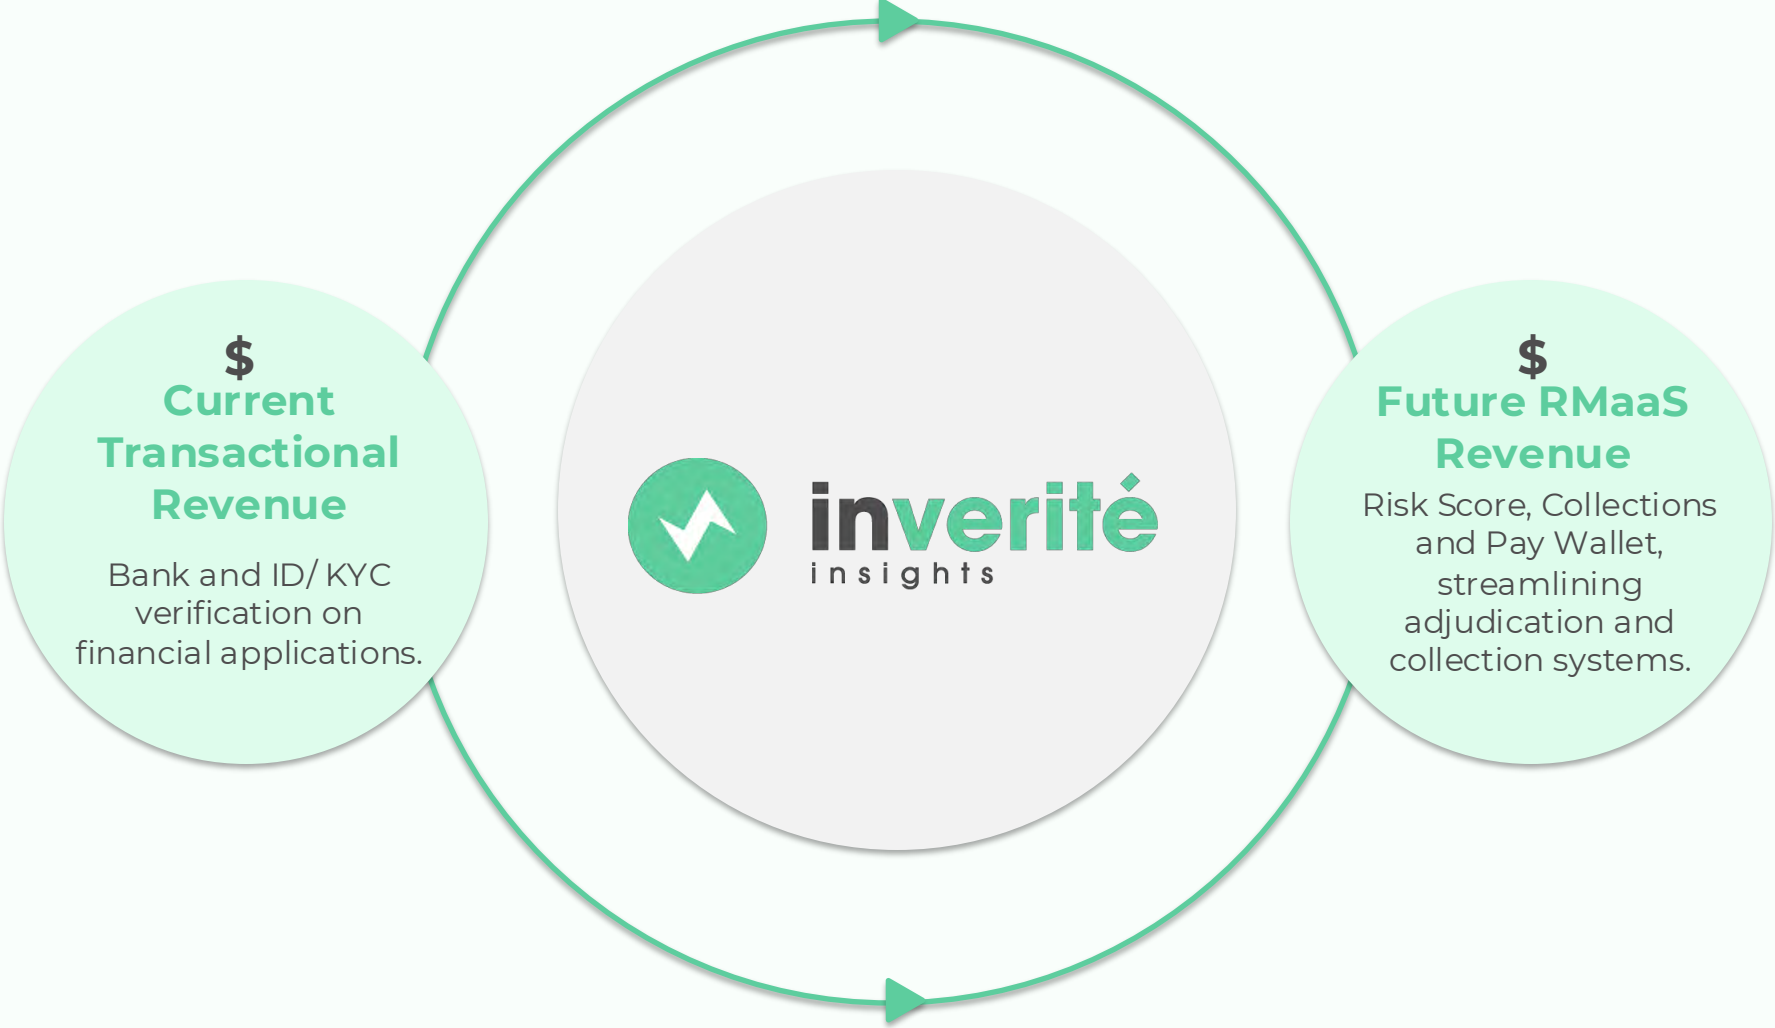 $
Current
Transactional
Revenue
Bank and ID/ KYC
verification on
financial applications.
inverité
insights
$
Future RMaaS
Revenue
Risk Score, Collections
and Pay Wallet,
streamlining
adjudication and
collection systems.